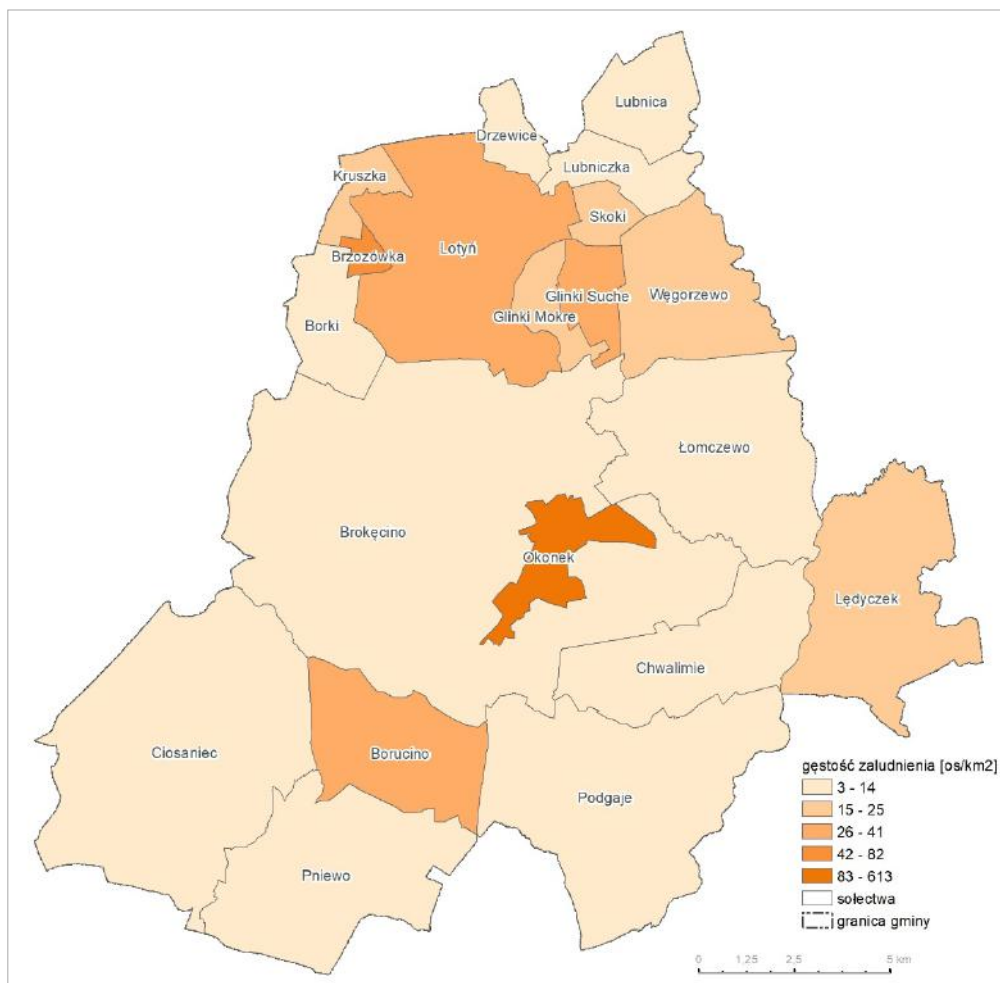 Lubnica
Drzewice
Lubniczka
Kruszka
Skoki
Lotyń
Brzozówka
Glinki Suche
Węgorzewo
Glinki Mokre
Borki
Łomczewo
Brokęcino
Okonek
Lędyczek
Chwalimie
Ciosaniec
Borucino
Podgaje
Pniewo
gęstość zaludnienia [os/km2]
3 - 14
15 - 25
26 - 41
42 - 82
83 - 613
sołectwa
granica gminy
0 1,25 2,5 5 km